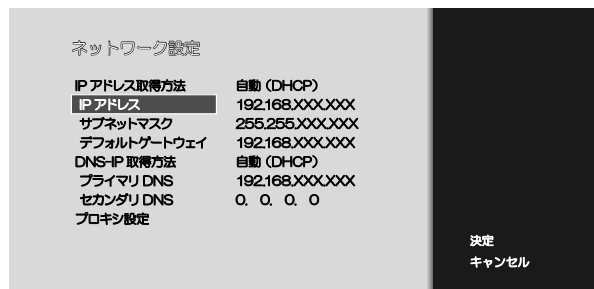 ネットワーク設定
IP アドレス取得方法 自動（DHCP）
IP アドレス 192.168.XXX.XXX
サブネットマスク 255.255.XXX.XXX
デフォルトゲートウェイ 192.168.XXX.XXX
DNS-IP 取得方法 自動（DHCP）
プライマリ DNS 192.168.XXX.XXX
セカンダリ DNS 0. 0. 0. 0
プロキシ設定
決定
キャンセル